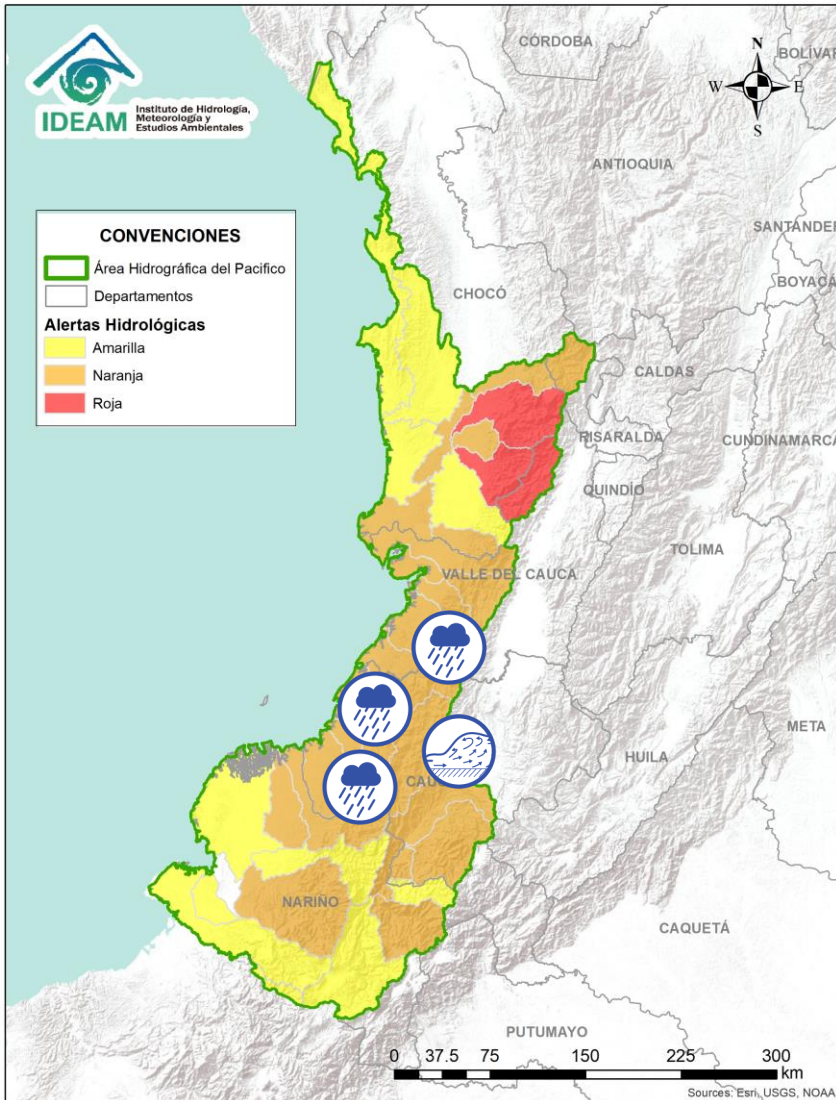 IDEAM
Instituto de Hidrología,
Meteorología y
Estudios Ambientales
N
W
E
S
CONVENCIONES
Área Hidrográfica del Pacifico
Departamentos
Alertas Hidrológicas
Amarilla
Naranja
Roja
CÓRDOBA
BOLÍVAR
ANTIOQUIA
SANTANDER
BOYACÁ
CHOCÓ
CALDAS
RISARALDA
CUNDINAMARCA
QUINDÍO
TOLIMA
VALLE DEL CAUCA
META
HUILA
CAUC
NARIÑO
CAQUETÁ
PUTUMAYO
0 37.5 75 150 225 300
km
Sources: Esri, USGS, NOAA